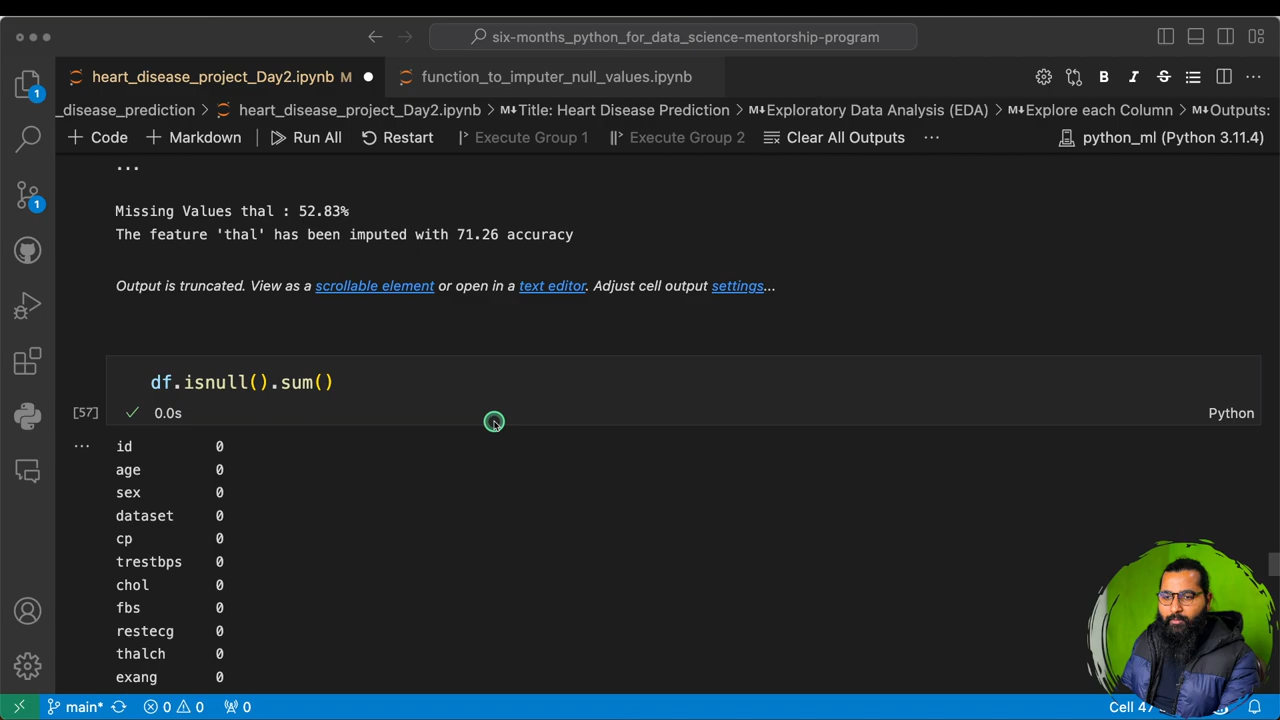 six-months_python_for_data_science-mentorship-program
heart_disease_project_Day2.ipynb M
function_to_imputer_null_values.ipynb
_disease_prediction > heart_disease_project_Day2.ipynb > M↓Title: Heart Disease Prediction > M↓Exploratory Data Analysis (EDA) > M↓Explore each Column > M↓Outputs:
+ Code + Markdown Run All Restart Execute Group 1 Execute Group 2 Clear All Outputs ... python_ml (Python 3.11.4)
...
Missing Values thal : 52.83%
The feature 'thal' has been imputed with 71.26 accuracy
Output is truncated. View as a scrollable element or open in a text editor. Adjust cell output settings...
df.isnull().sum()
[57] 0.0s Python
... id 0
age 0
sex 0
dataset 0
cp 0
trestbps 0
chol 0
fbs 0
restecg 0
thalch 0
exang 0
1
1
main* 0 0 0